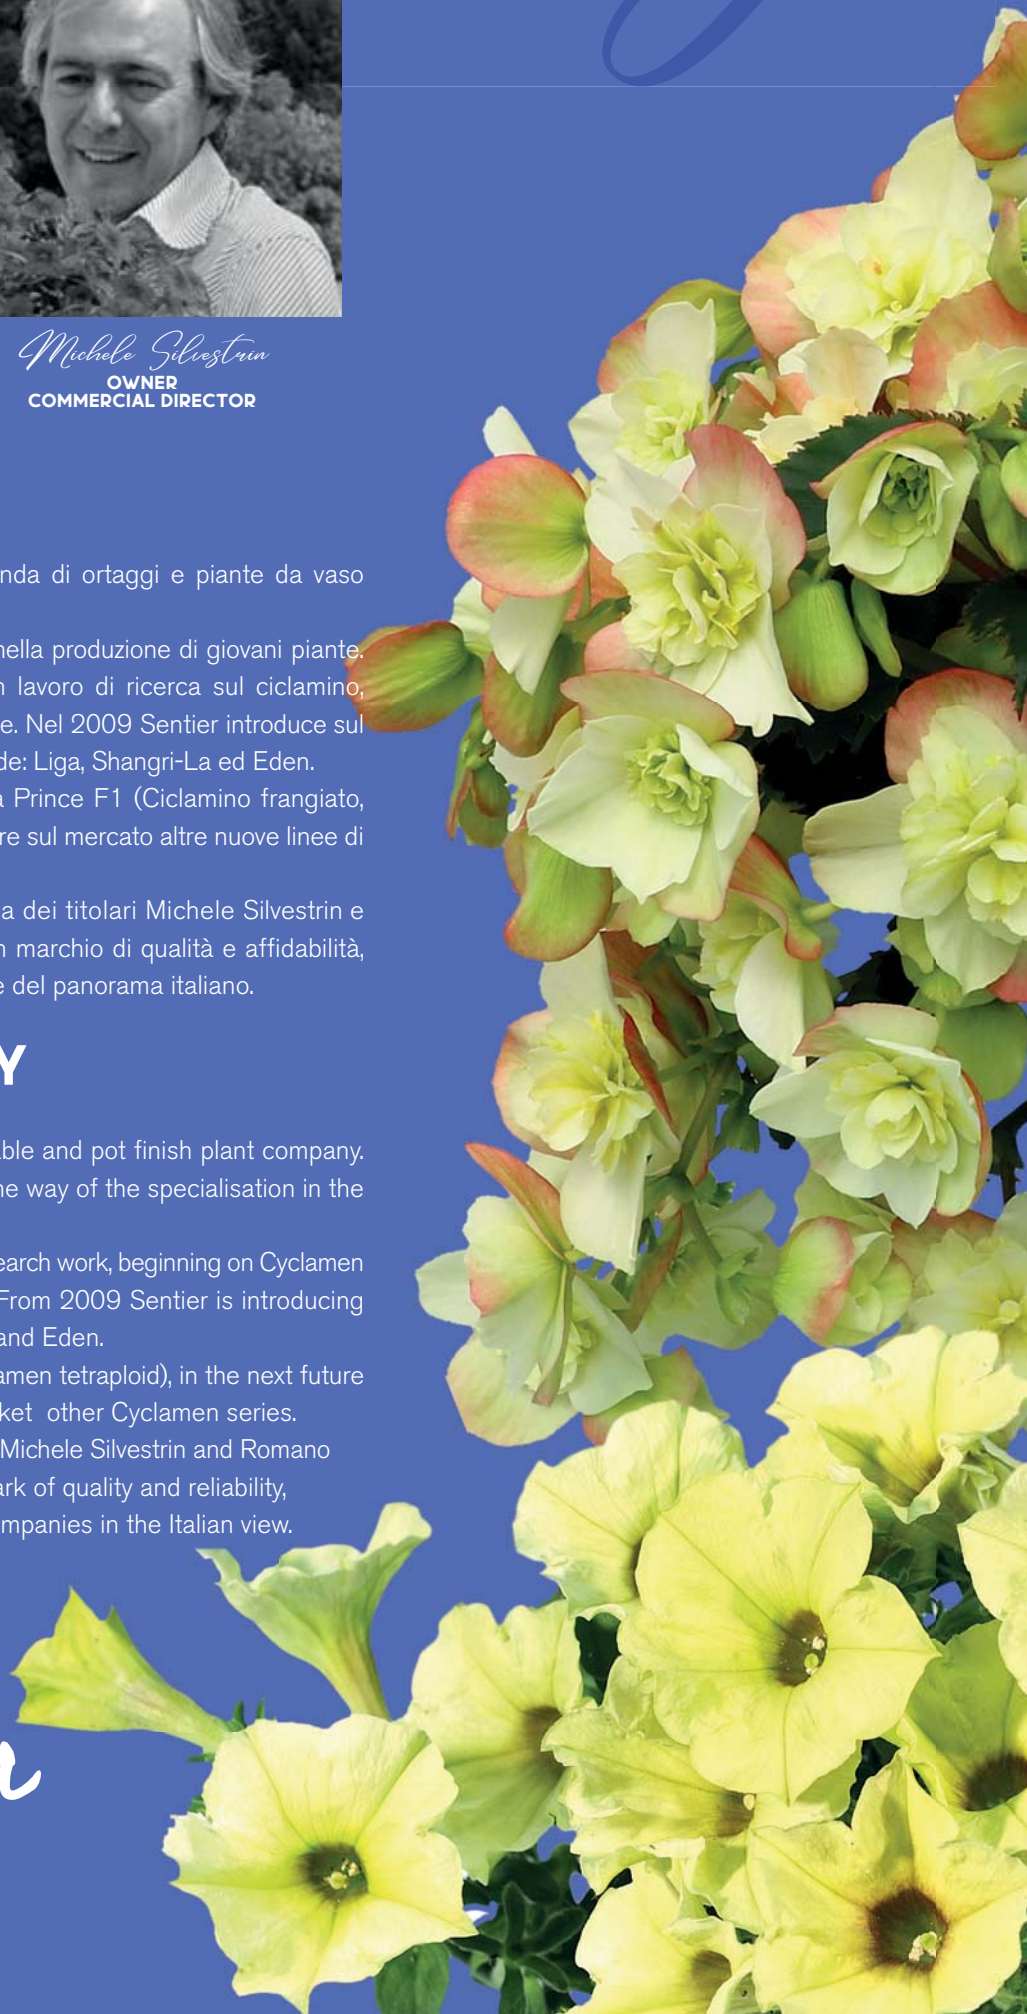 Michele Silvestrin
OWNER
COMMERCIAL DIRECTOR
nda di ortaggi e piante da vaso
nella produzione di giovani piante.
lavoro di ricerca sul ciclamino,
e. Nel 2009 Sentier introduce sul
de: Liga, Shangri-La ed Eden.
a Prince F1 (Ciclamino frangiato,
re sul mercato altre nuove linee di
a dei titolari Michele Silvestrin e
n marchio di qualità e affidabilità,
e del panorama italiano.
Y
able and pot finish plant company.
he way of the specialisation in the
earch work, beginning on Cyclamen
From 2009 Sentier is introducing
and Eden.
amen tetraploid), in the next future
ket other Cyclamen series.
Michele Silvestrin and Romano
ark of quality and reliability,
mpanies in the Italian view.
a